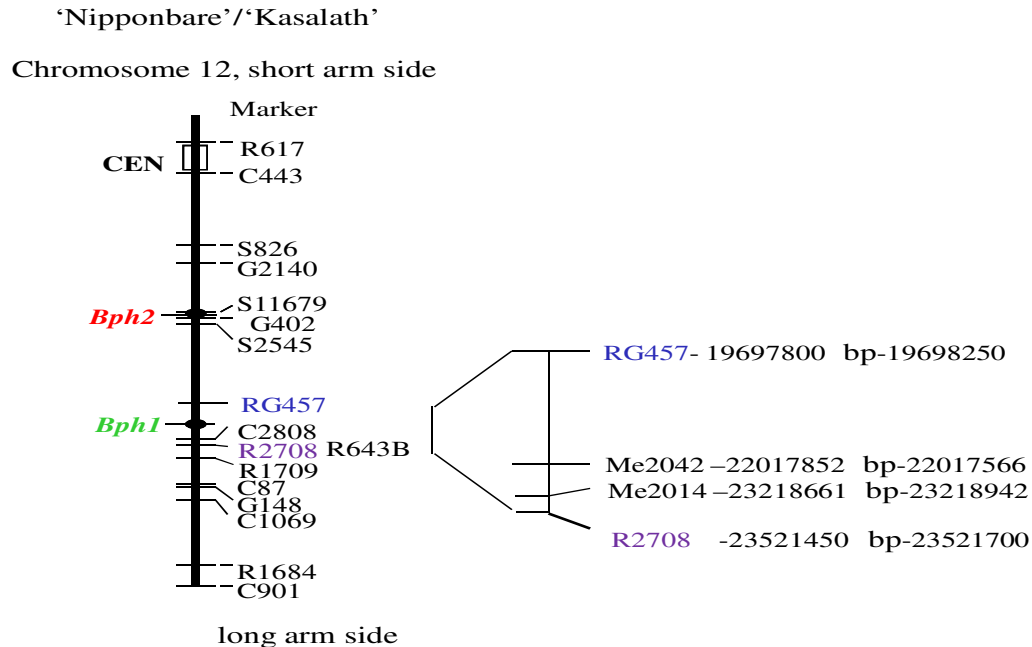 ‘Nipponbare’/‘Kasalath’
Chromosome 12, short arm side
Marker
R617
CEN
C443
S826
G2140
S11679
Bph2
G402
S2545
RG457
Bph1
C2808
R2708 R643B
R1709
C87
G148
C1069
R1684
C901
long arm side
RG457- 19697800 bp-19698250
Me2042 –22017852 bp-22017566
Me2014 –23218661 bp-23218942
R2708 -23521450 bp-23521700